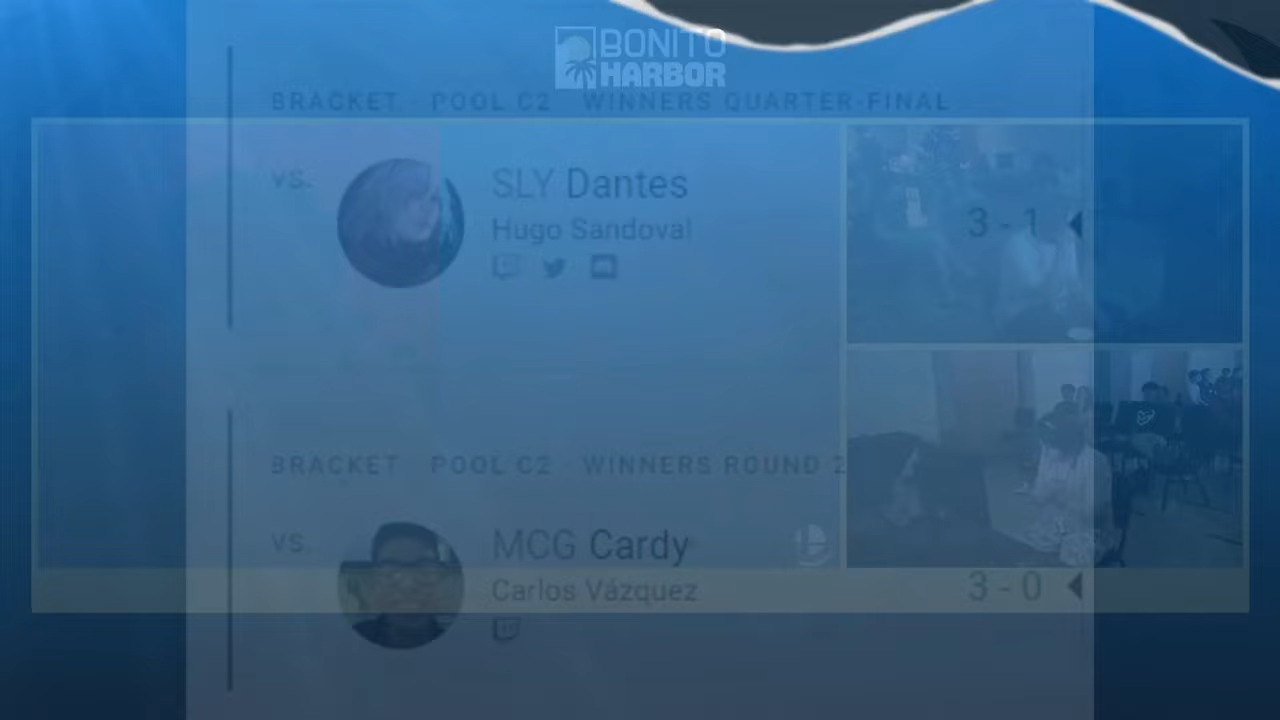 BONITO
HARBOR
BRACKET · POOL C2 · WINNERS QUARTER-FINAL
VS.
SLY Dantes
Hugo Sandoval
3 - 1
BRACKET · POOL C2 · WINNERS ROUND 2
VS.
MCG Cardy
Carlos Vázquez
3 - 0